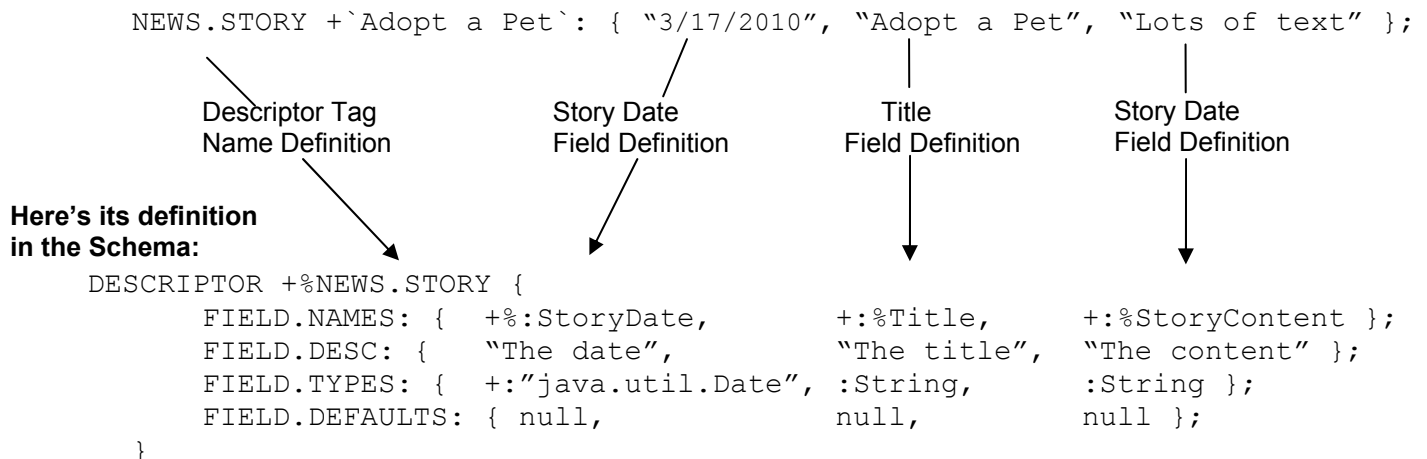 NEWS.STORY +`Adopt a Pet`: { “3/17/2010”, “Adopt a Pet”, “Lots of text” };
Descriptor Tag Story Date Title Story Date
Name Definition Field Definition Field Definition Field Definition
Here’s its definition
in the Schema:
DESCRIPTOR +%NEWS.STORY {
FIELD.NAMES: { +%:StoryDate, +:%Title, +:%StoryContent };
FIELD.DESC: { “The date”, “The title”, “The content” };
FIELD.TYPES: { +:”java.util.Date”, :String, :String };
FIELD.DEFAULTS: { null, null, null };
}